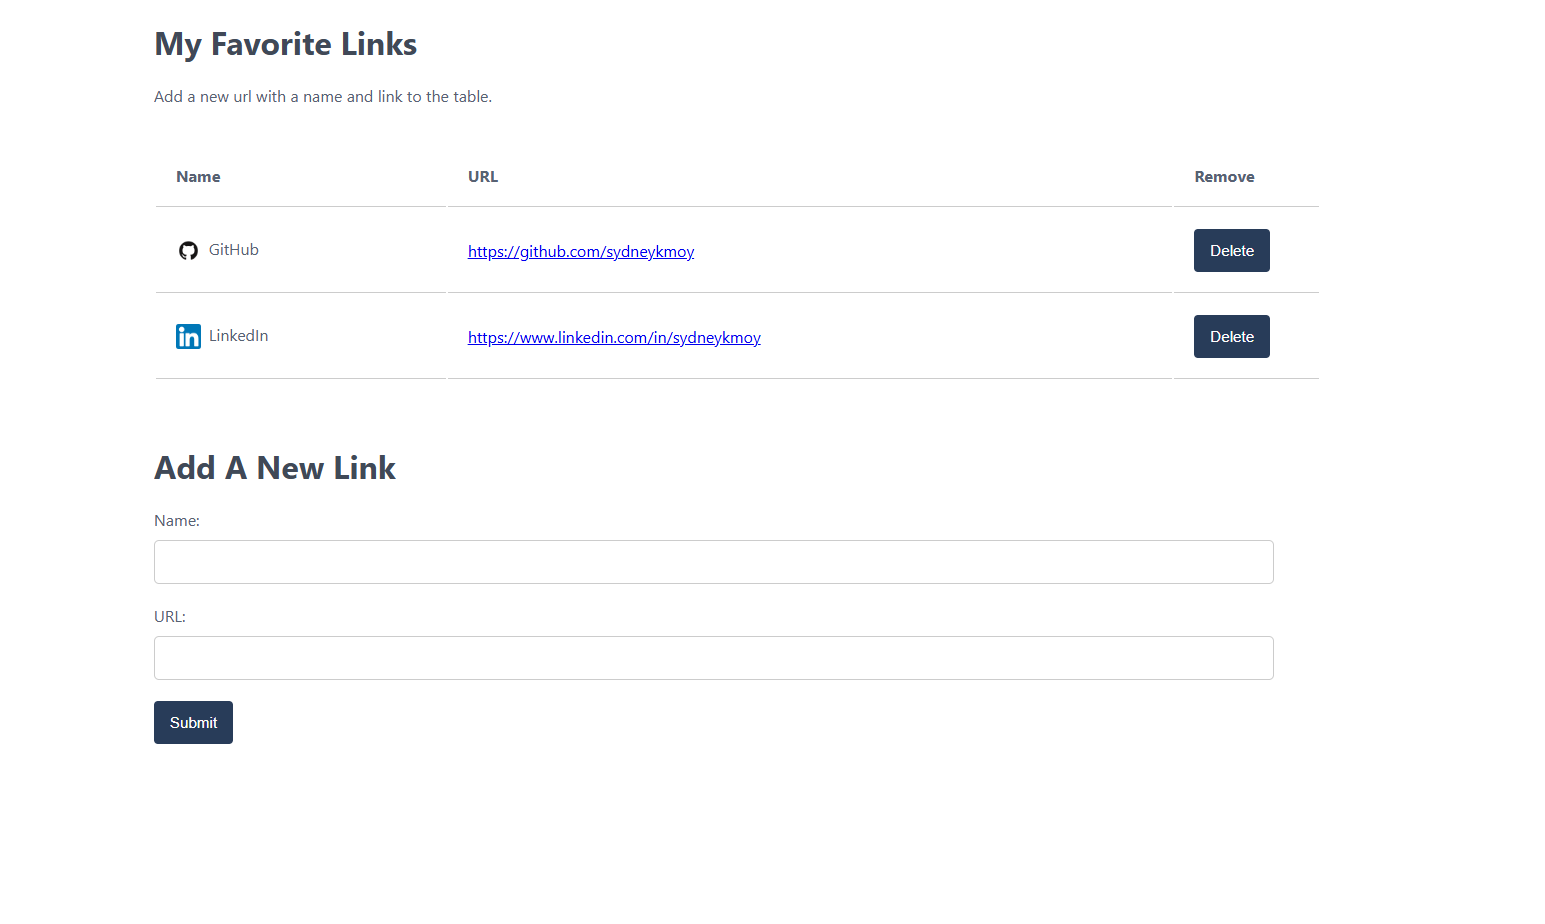 My Favorite Links
Add a new url with a name and link to the table.
Name URL Remove
GitHub https://github.com/sydneykmoy Delete
in LinkedIn https://www.linkedin.com/in/sydneykmoy Delete
Add A New Link
Name:
URL:
Submit